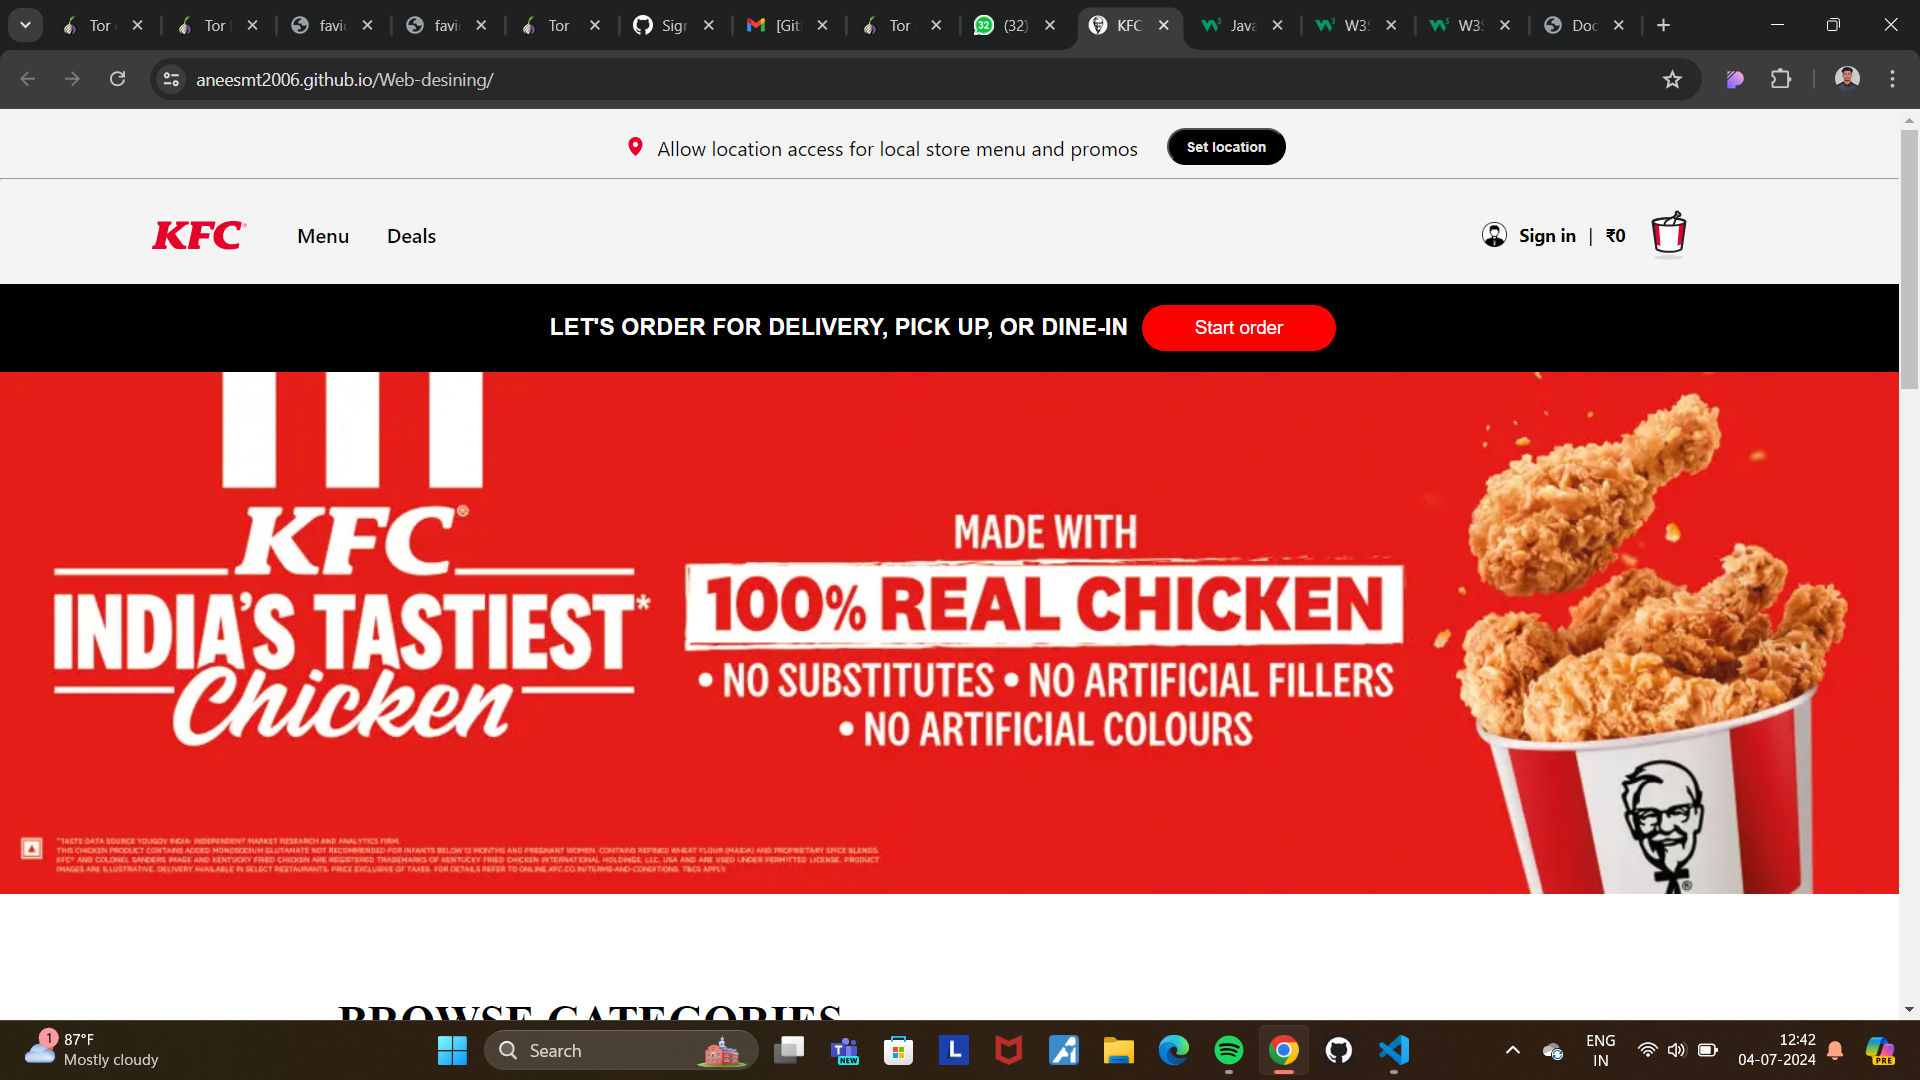 Tor
Tor
favic
favic
Tor
Sigr
[Git
Tor
(32)
KFC
Java
W3S
W3S
Doc
aneesmt2006.github.io/Web-desining/
Allow location access for local store menu and promos
Set location
KFC
Menu
Deals
Sign in | ₹0
LET'S ORDER FOR DELIVERY, PICK UP, OR DINE-IN
Start order
KFC®
INDIA'S TASTIEST*
Chicken
MADE WITH
100% REAL CHICKEN
• NO SUBSTITUTES • NO ARTIFICIAL FILLERS
• NO ARTIFICIAL COLOURS
*TASTE DATA SOURCE YOUGOV INDIA- INDEPENDENT MARKET RESEARCH AND ANALYTICS FIRM.
THIS CHICKEN PRODUCT CONTAINS ADDED MONOSODIUM GLUTAMATE NOT RECOMMENDED FOR INFANTS BELOW 12 MONTHS AND PREGNANT WOMEN. CONTAINS REFINED WHEAT FLOUR (MAIDA) AND PROPRIETARY SPICE BLENDS.
KFC® AND COLONEL SANDERS IMAGE AND KENTUCKY FRIED CHICKEN ARE REGISTERED TRADEMARKS OF KENTUCKY FRIED CHICKEN INTERNATIONAL HOLDINGS, LLC, USA AND ARE USED UNDER PERMITTED LICENSE. PRODUCT
IMAGES ARE ILLUSTRATIVE. DELIVERY AVAILABLE IN SELECT RESTAURANTS. PRICE EXCLUSIVE OF TAXES. FOR DETAILS REFER TO ONLINE.KFC.CO.IN/TERMS-AND-CONDITIONS. T&CS APPLY.
BROWSE CATEGORIES
1
87°F
Mostly cloudy
Search
NEW
L
ENG
IN
12:42
04-07-2024
PRE